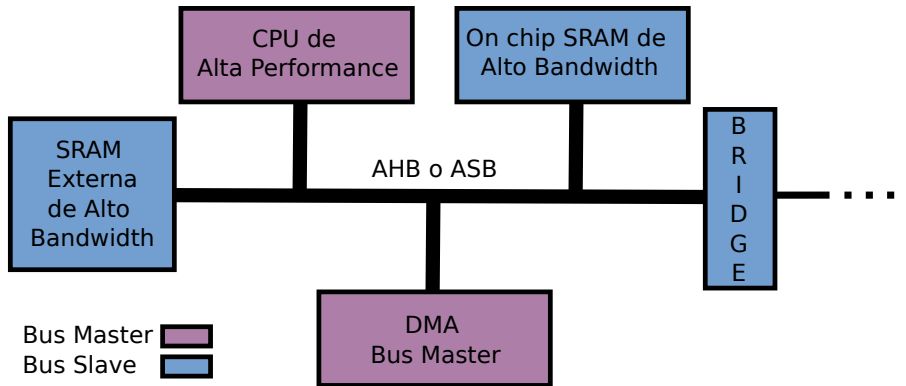 CPU de
Alta Performance
On chip SRAM de
Alto Bandwidth
SRAM
Externa
de Alto
Bandwidth
AHB o ASB
B
R
I
D
G
E
DMA
Bus Master
Bus Master
Bus Slave